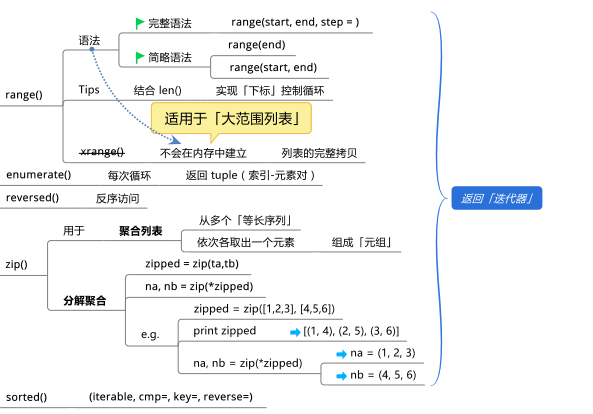 range()
语法
完整语法
range(start, end, step = )
简略语法
range(end)
range(start, end)
Tips
结合 len()
实现「下标」控制循环
适用于「大范围列表」
xrange()
不会在内存中建立
列表的完整拷贝
enumerate()
每次循环
返回 tuple ( 索引-元素对 )
reversed()
反序访问
返回「迭代器」
zip()
用于
聚合列表
从多个「等长序列」
依次各取出一个元素
组成「元组」
分解聚合
zipped = zip(ta,tb)
na, nb = zip(*zipped)
e.g.
zipped = zip([1,2,3], [4,5,6])
print zipped
[(1, 4), (2, 5), (3, 6)]
na, nb = zip(*zipped)
na = (1, 2, 3)
nb = (4, 5, 6)
sorted()
(iterable, cmp=, key=, reverse=)